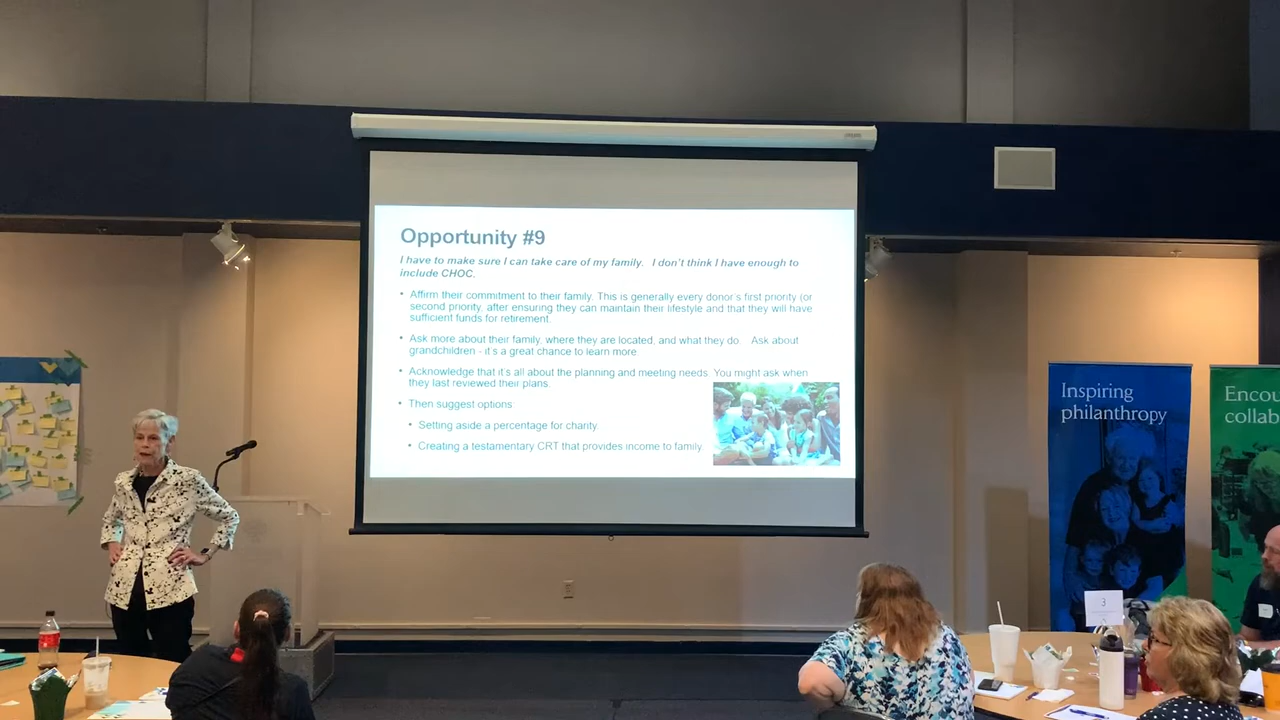 Opportunity #9
I have to make sure I can take care of my family. I don't think I have enough to
include CHOC.
• Affirm their commitment to their family. This is generally every donor's first priority (or
second priority, after ensuring they can maintain their lifestyle and that they will have
sufficient funds for retirement.
• Ask more about their family, where they are located, and what they do. Ask about
grandchildren - it's a great chance to learn more.
• Acknowledge that it's all about the planning and meeting needs. You might ask when
they last reviewed their plans.
• Then suggest options:
• Setting aside a percentage for charity.
• Creating a testamentary CRT that provides income to family.
Inspiring
philanthropy
Encou
collab
3